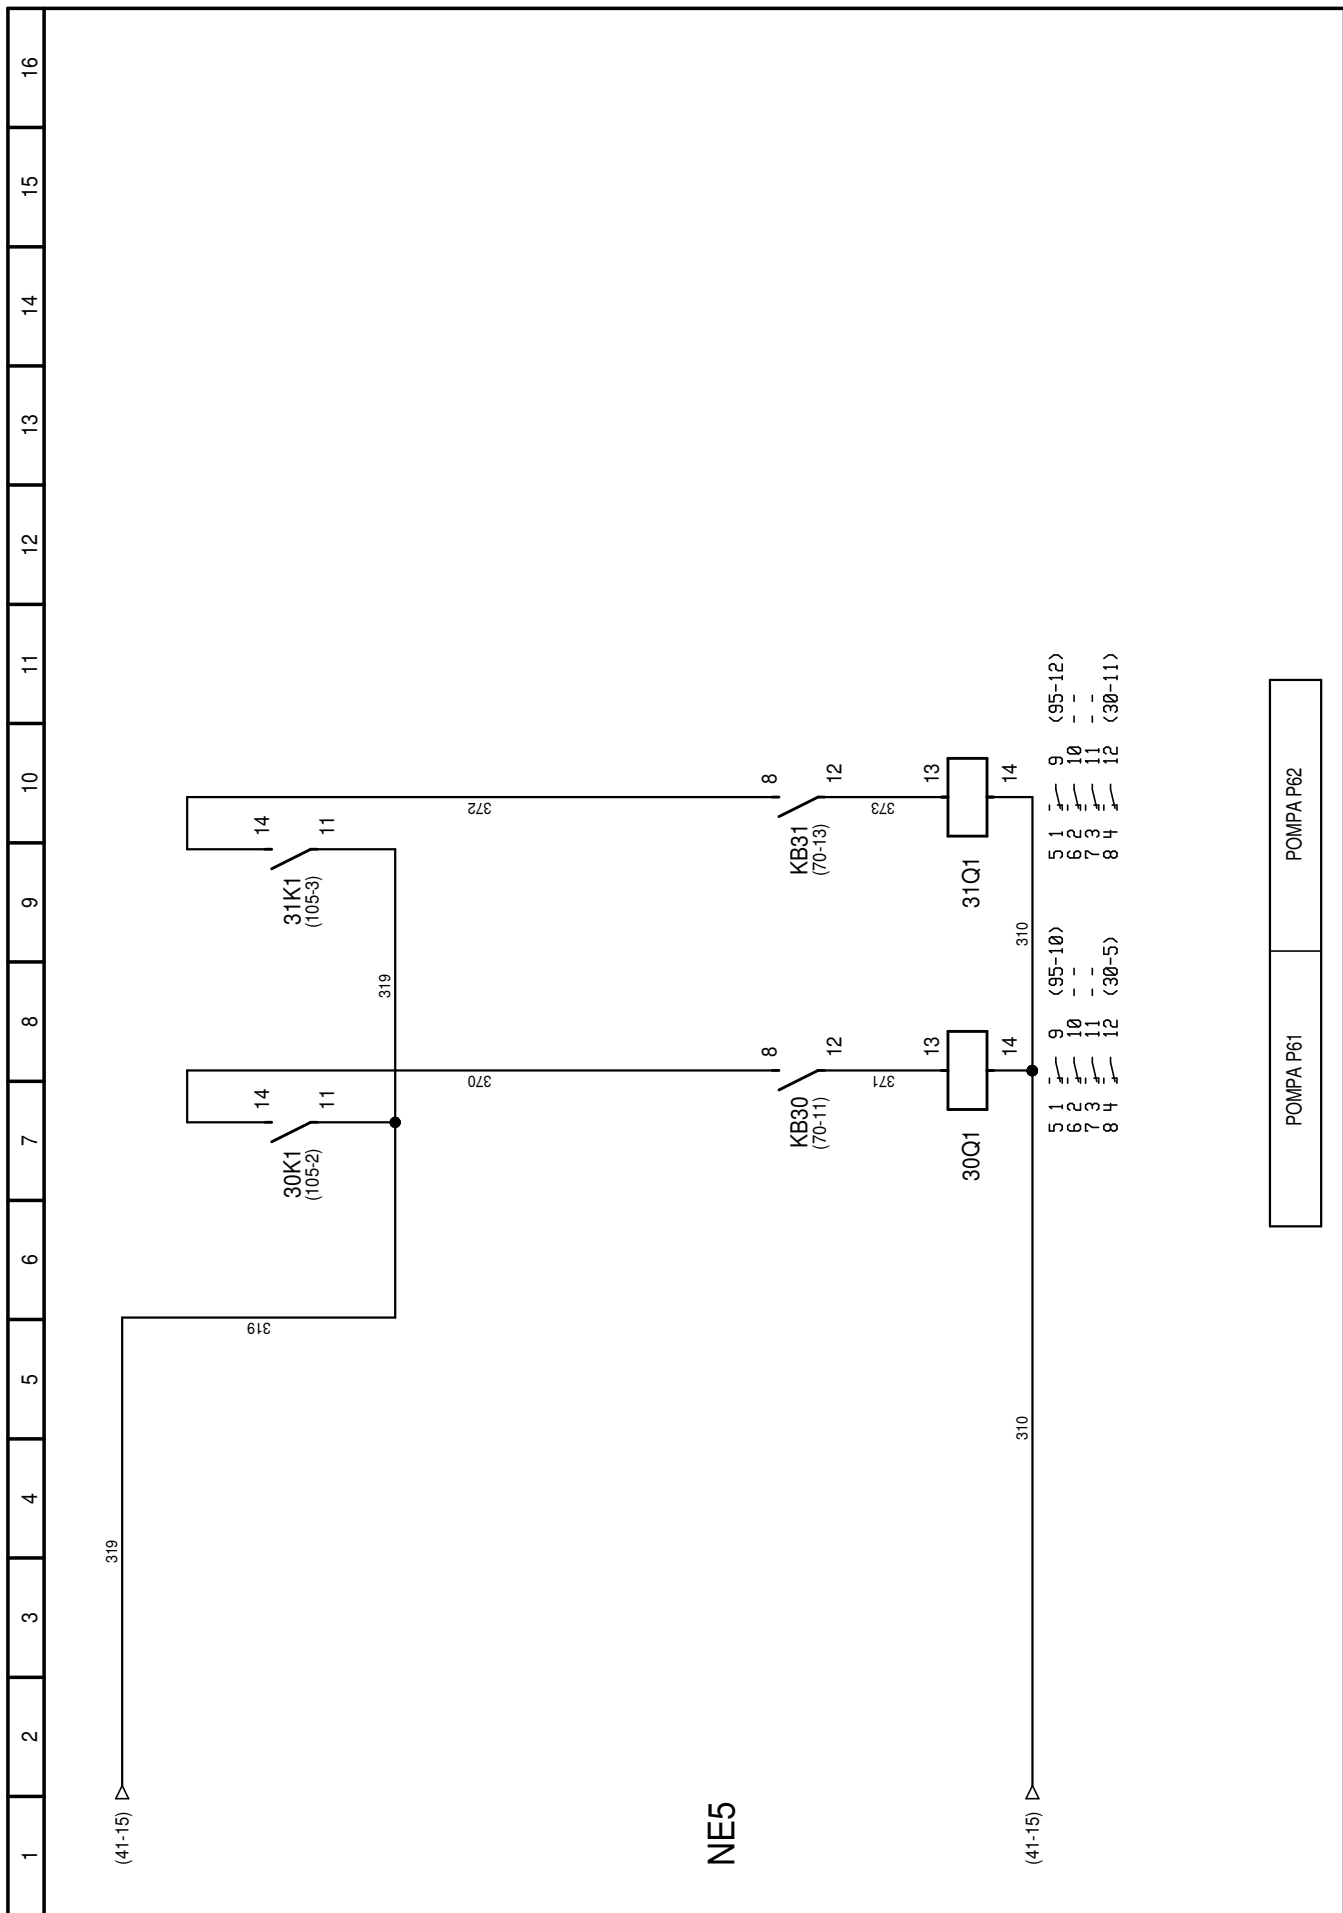 1 2 3 4 5 6 7 8 9 10 11 12 13 14 15 16
(41-15)
319
319
319
14
11
30K1
(105-2)
14
11
31K1
(105-3)
370
372
NE5
8
12
KB30
(70-11)
8
12
KB31
(70-13)
371
373
13
14
30Q1
13
14
31Q1
(41-15)
310
310
5 1 9 (95-10)
6 2 10 - -
7 3 11 - -
8 4 12 (30-5)
5 1 9 (95-12)
6 2 10 - -
7 3 11 - -
8 4 12 (30-11)
POMPA P61
POMPA P62